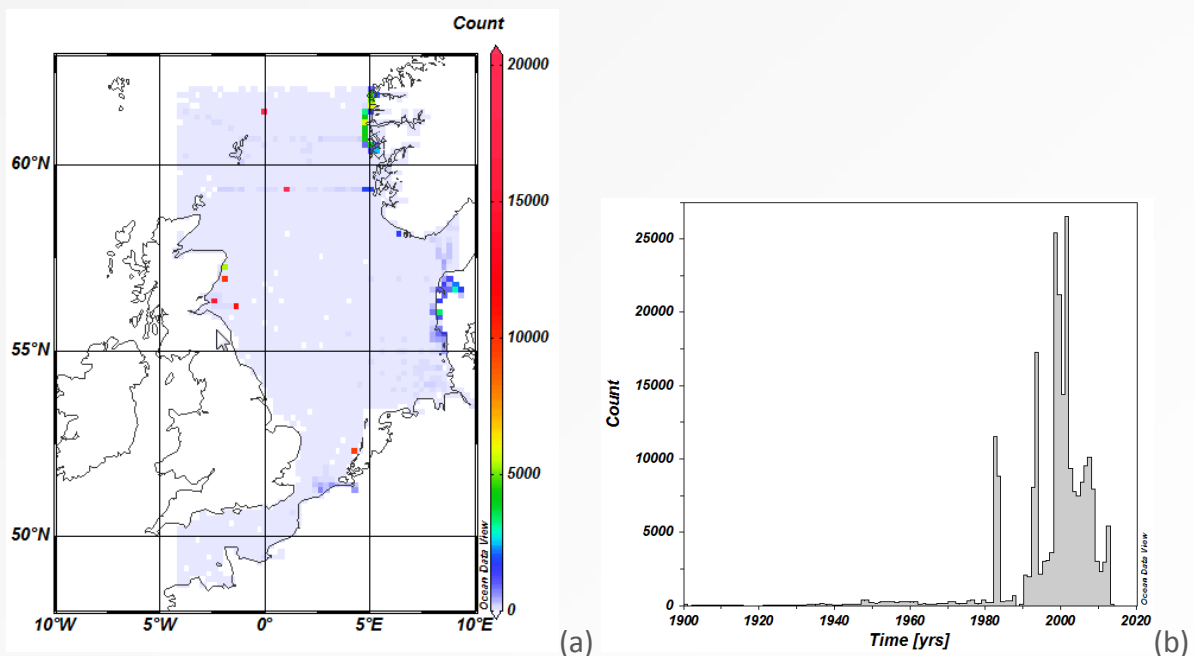 Count
20000
15000
10000
5000
0
60°N
55°N
50°N
10°W
5°W
0°
5°E
10°E
Ocean Data View
(a)
Count
25000
20000
15000
10000
5000
0
1900
1920
1940
1960
1980
2000
2020
Time [yrs]
Ocean Data View
(b)